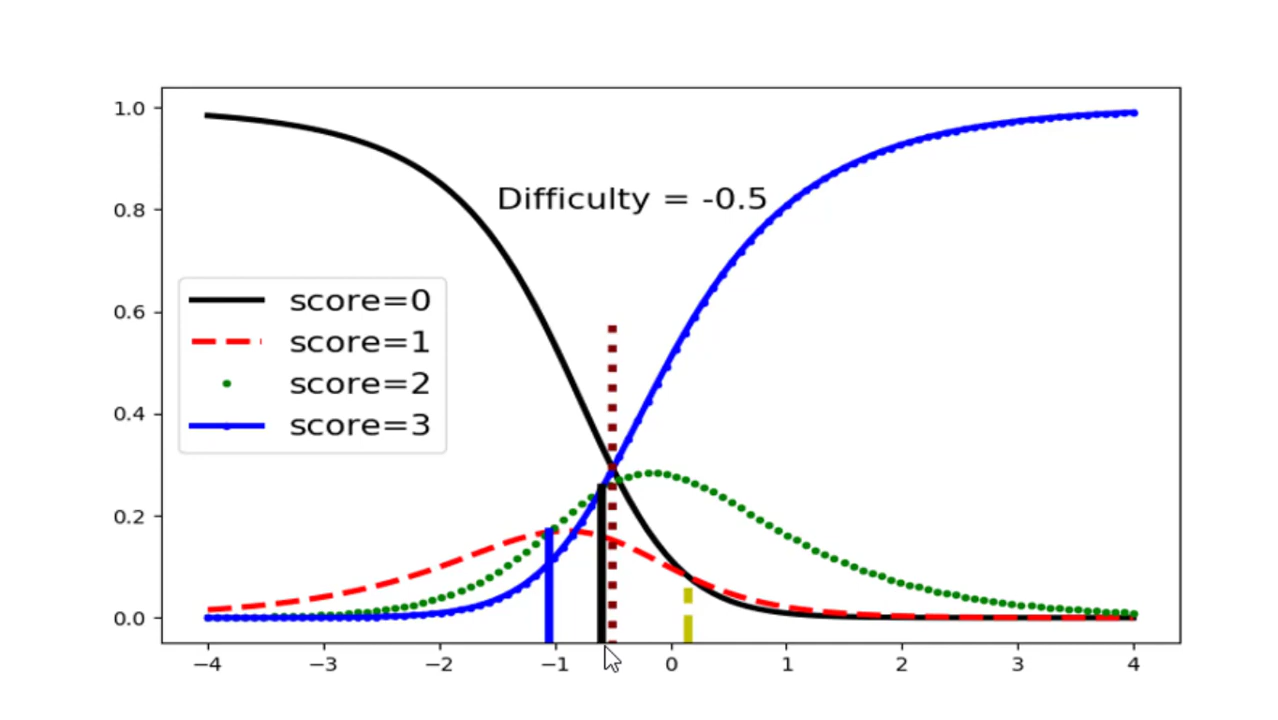 1.0
0.8
0.6
0.4
0.2
0.0
Difficulty = -0.5
score=0
score=1
score=2
score=3
−4 −3 −2 −1 0 1 2 3 4